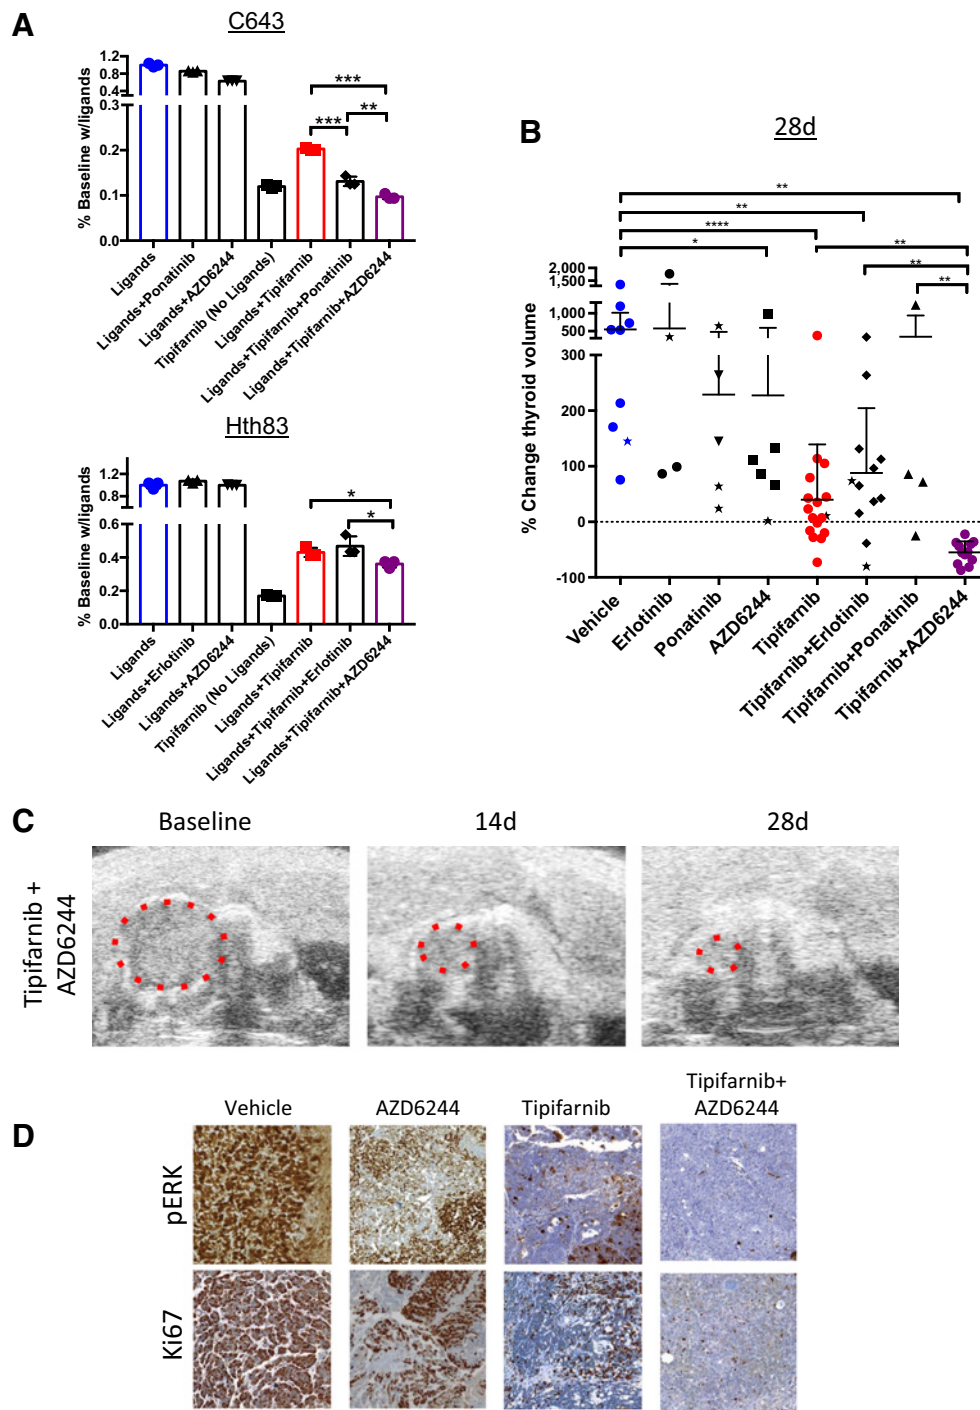 A
C643
% Baseline w/ligands
1.2
0.8
0.4
0.3
0.2
0.1
0.0
***
**
***
Ligands
Ligands+Ponatinib
Ligands+AZD6244
Tipifarnib (No Ligands)
Ligands+Tipifarnib
Ligands+Tipifarnib+Ponatinib
Ligands+Tipifarnib+AZD6244
Hth83
% Baseline w/ligands
1.2
0.8
0.6
0.4
0.2
0.0
*
*
Ligands
Ligands+Erlotinib
Ligands+AZD6244
Tipifarnib (No Ligands)
Ligands+Tipifarnib
Ligands+Tipifarnib+Erlotinib
Ligands+Tipifarnib+AZD6244
B
28d
% Change thyroid volume
2,000
1,500
1,000
500
300
200
100
0
-100
**
**
****
*
**
**
**
Vehicle
Erlotinib
Ponatinib
AZD6244
Tipifarnib
Tipifarnib+Erlotinib
Tipifarnib+Ponatinib
Tipifarnib+AZD6244
C
Baseline
14d
28d
Tipifarnib +
AZD6244
D
Vehicle
AZD6244
Tipifarnib
Tipifarnib+
AZD6244
pERK
Ki67